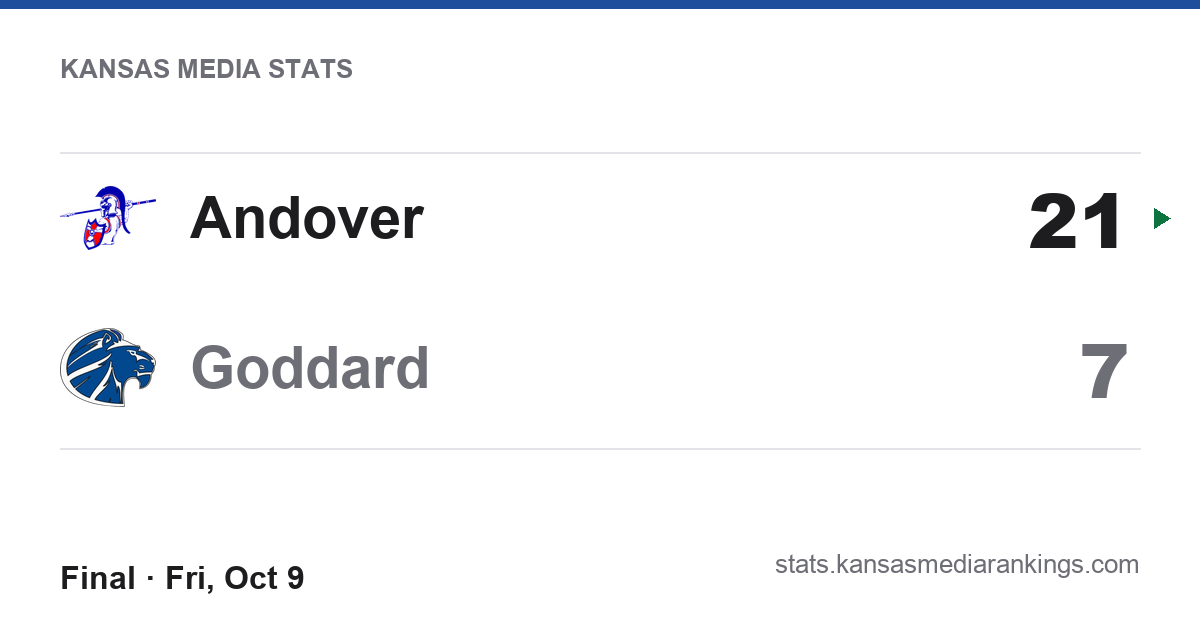 KANSAS MEDIA STATS
Andover 21
Goddard 7
Final · Fri, Oct 9
stats.kansasmediarankings.com